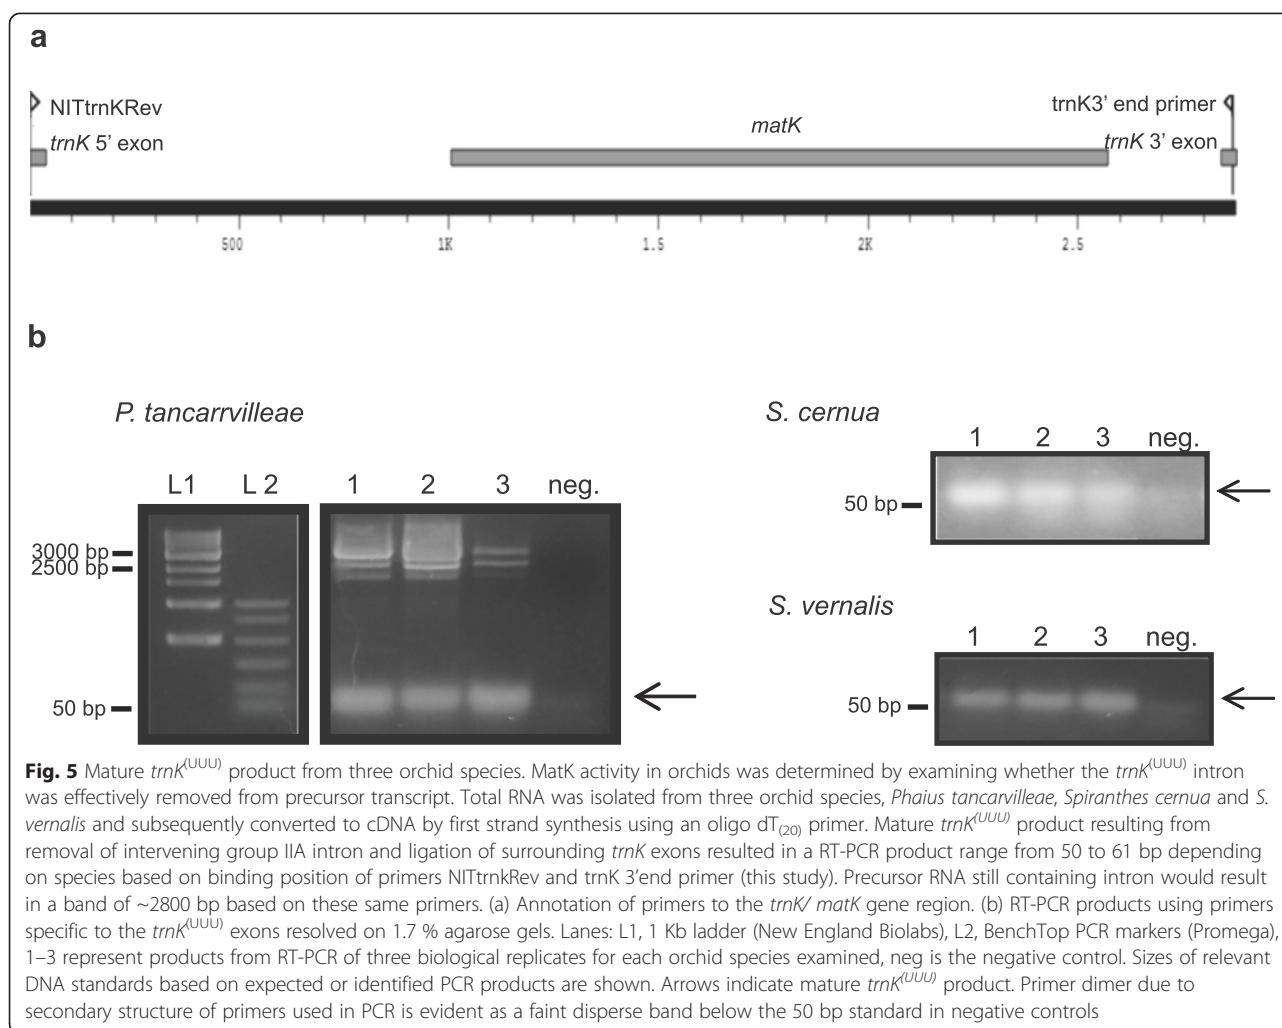 a
NITtrnKRev
trnK3' end primer
trnK 5' exon
matK
trnK 3' exon
500
1K
1.5
2K
2.5
b
P. tancarrvilleae
S. cernua
L1 L 2 1 2 3 neg.
1 2 3 neg.
50 bp
3000 bp
2500 bp
50 bp
S. vernalis
1 2 3 neg.
50 bp
Fig. 5 Mature trnK(UUU) product from three orchid species. MatK activity in orchids was determined by examining whether the trnK(UUU) intron
was effectively removed from precursor transcript. Total RNA was isolated from three orchid species, Phaius tancarvilleae, Spiranthes cernua and S.
vernalis and subsequently converted to cDNA by first strand synthesis using an oligo dT(20) primer. Mature trnK(UUU) product resulting from
removal of intervening group IIA intron and ligation of surrounding trnK exons resulted in a RT-PCR product range from 50 to 61 bp depending
on species based on binding position of primers NITtrnkRev and trnK 3'end primer (this study). Precursor RNA still containing intron would result
in a band of ~2800 bp based on these same primers. (a) Annotation of primers to the trnK/ matK gene region. (b) RT-PCR products using primers
specific to the trnK(UUU) exons resolved on 1.7 % agarose gels. Lanes: L1, 1 Kb ladder (New England Biolabs), L2, BenchTop PCR markers (Promega),
1–3 represent products from RT-PCR of three biological replicates for each orchid species examined, neg is the negative control. Sizes of relevant
DNA standards based on expected or identified PCR products are shown. Arrows indicate mature trnK(UUU) product. Primer dimer due to
secondary structure of primers used in PCR is evident as a faint disperse band below the 50 bp standard in negative controls